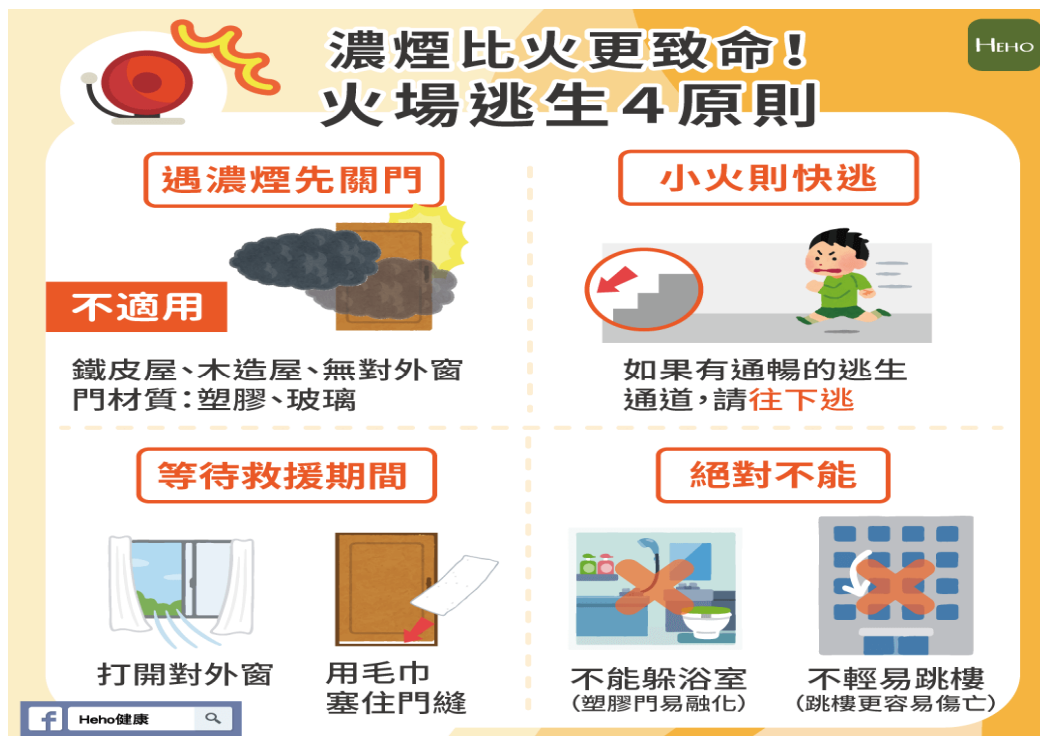 濃煙比火更致命!
火場逃生4原則
HEHO
遇濃煙先關門
不適用
鐵皮屋、木造屋、無對外窗
門材質:塑膠、玻璃
小火則快逃
如果有通暢的逃生
通道,請往下逃
等待救援期間
打開對外窗
用毛巾
塞住門縫
絕對不能
不能躲浴室
(塑膠門易融化)
不輕易跳樓
(跳樓更容易傷亡)
f
Heho健康